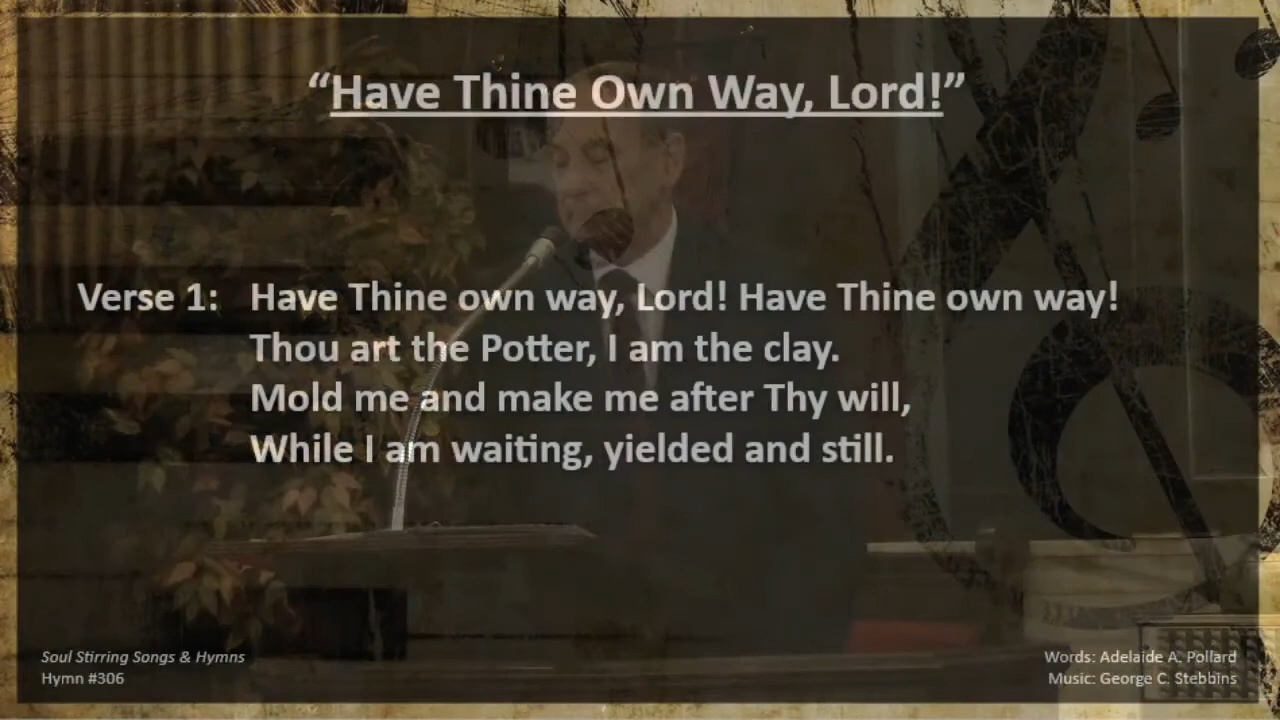 “Have Thine Own Way, Lord!”
Verse 1: Have Thine own way, Lord! Have Thine own way!
Thou art the Potter, I am the clay.
Mold me and make me after Thy will,
While I am waiting, yielded and still.
Soul Stirring Songs & Hymns
Hymn #306
Words: Adelaide A. Pollard
Music: George C. Stebbins